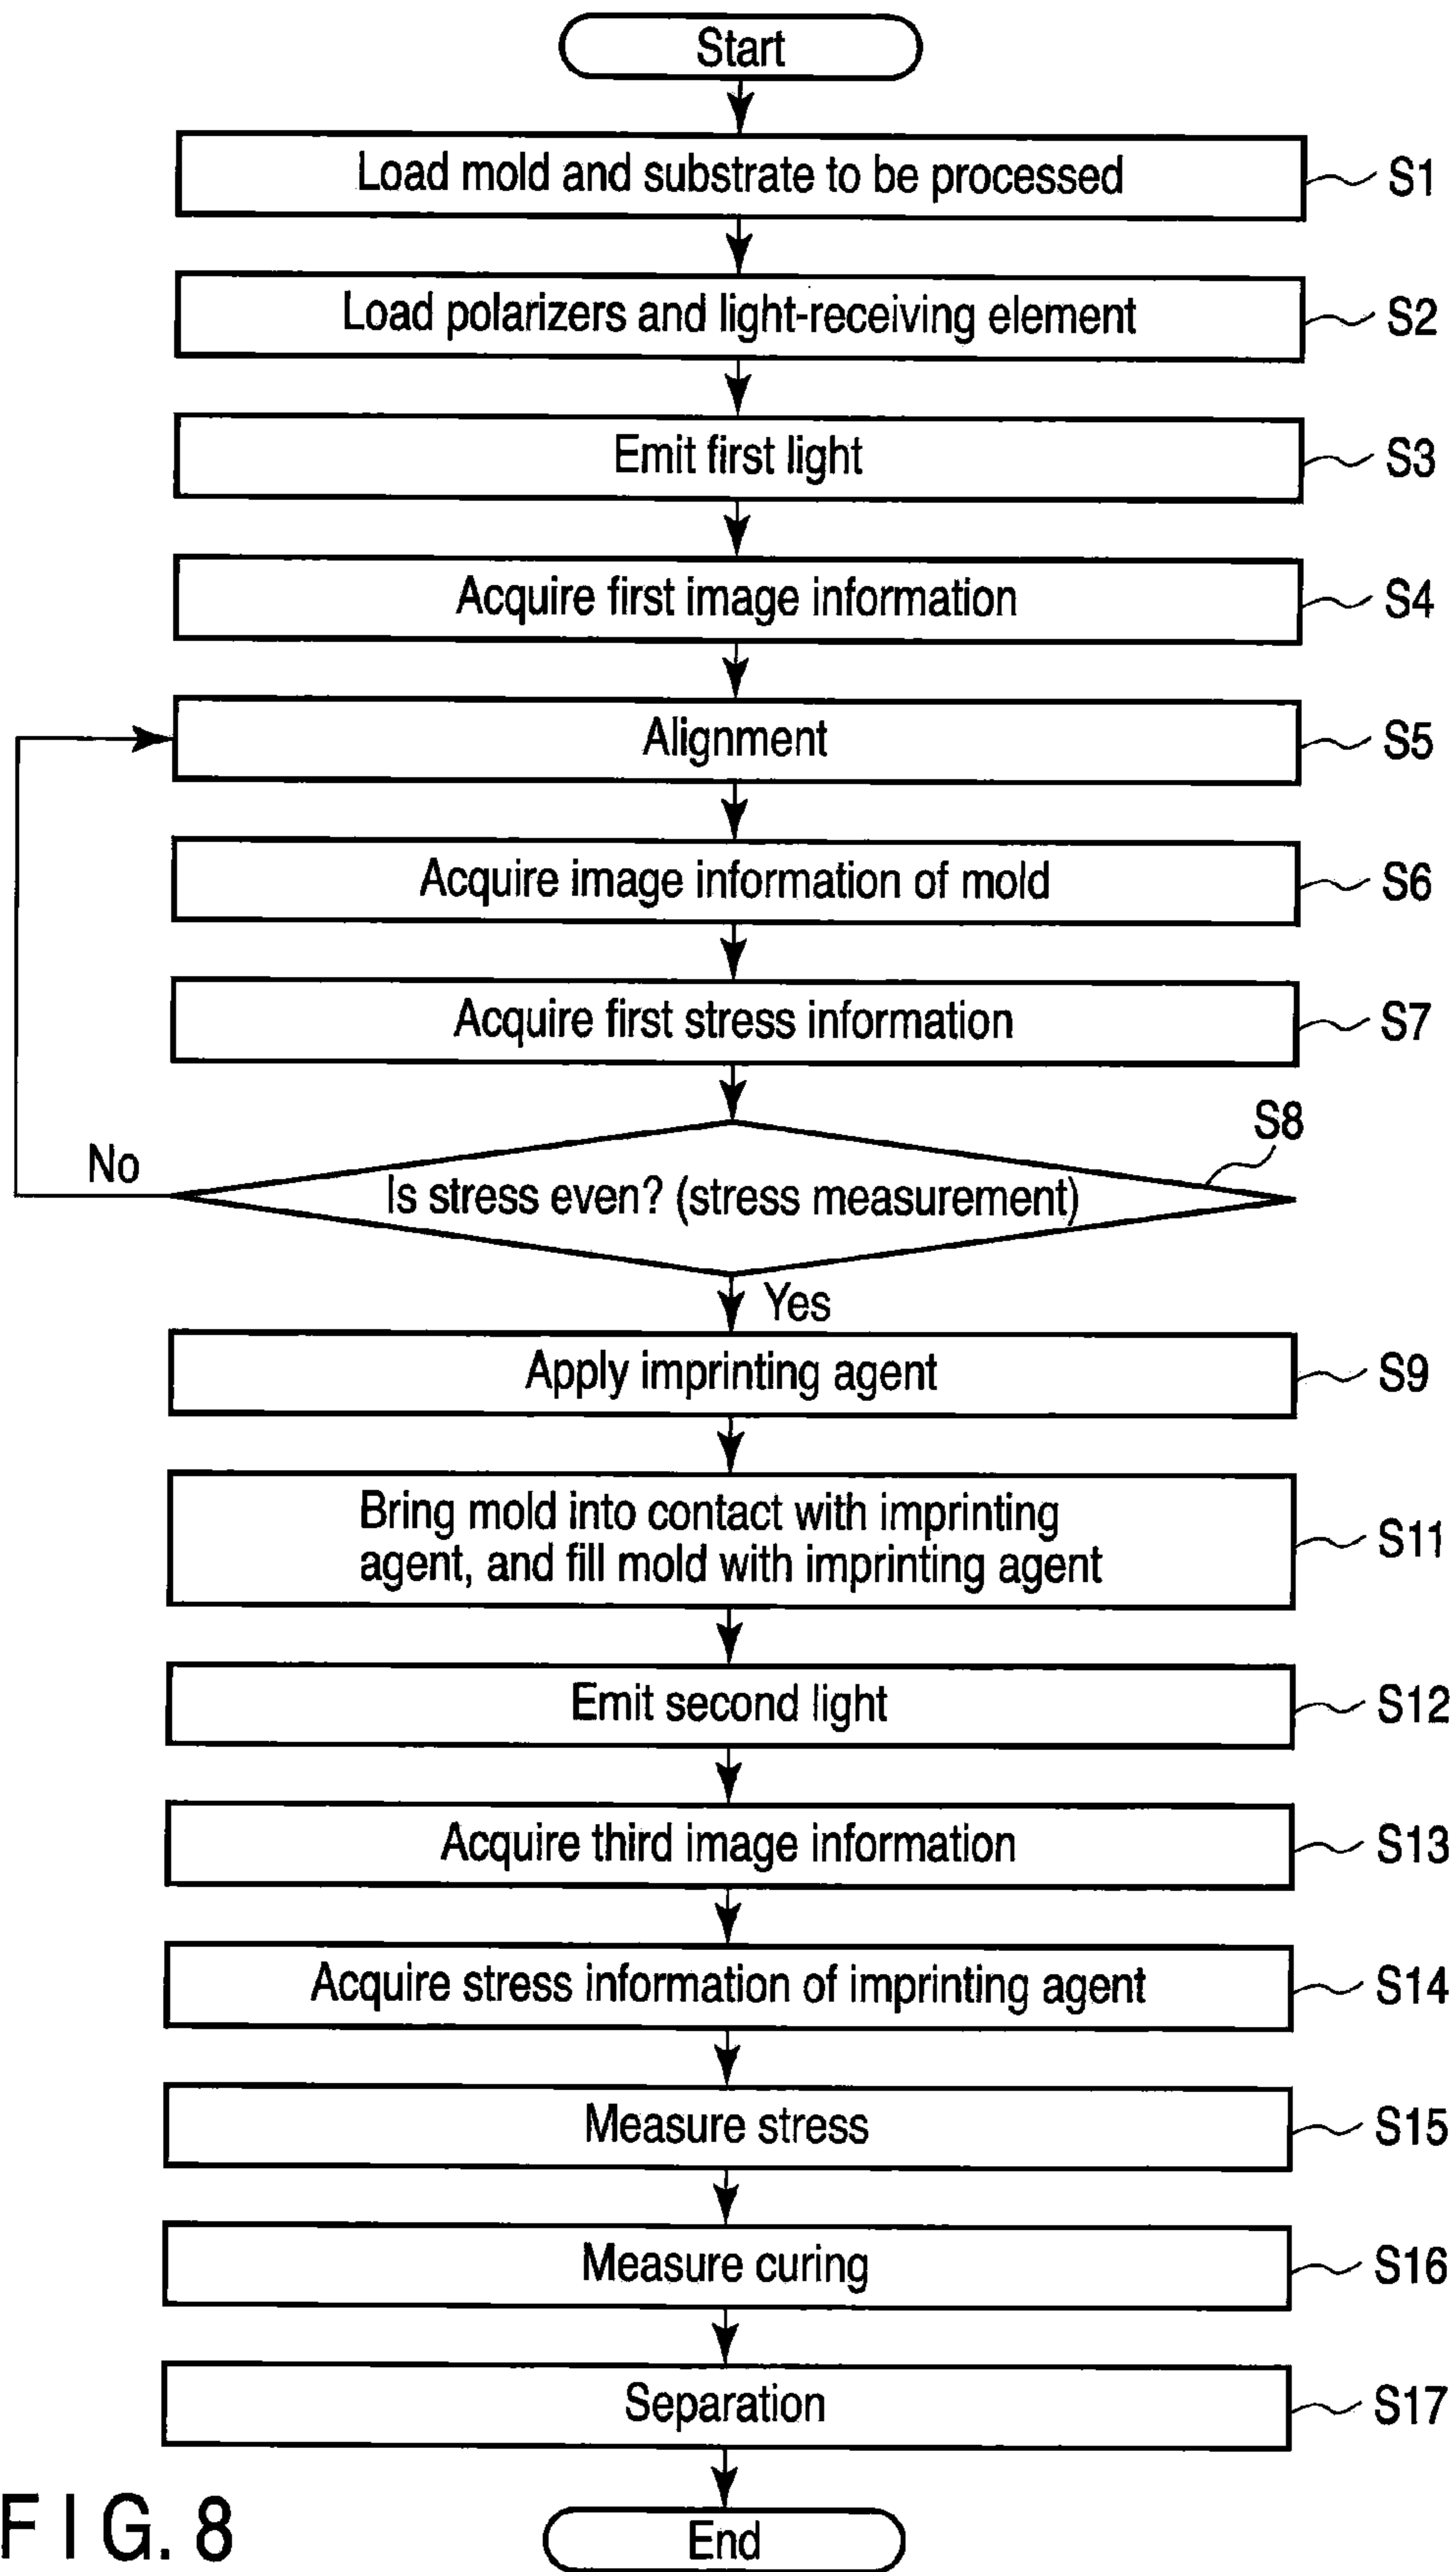 Start
Load mold and substrate to be processed
S1
Load polarizers and light-receiving element
S2
Emit first light
S3
Acquire first image information
S4
Alignment
S5
Acquire image information of mold
S6
Acquire first stress information
S7
S8
No
Is stress even? (stress measurement)
Yes
Apply imprinting agent
S9
Bring mold into contact with imprinting
agent, and fill mold with imprinting agent
S11
Emit second light
S12
Acquire third image information
S13
Acquire stress information of imprinting agent
S14
Measure stress
S15
Measure curing
S16
Separation
S17
End
FIG. 8